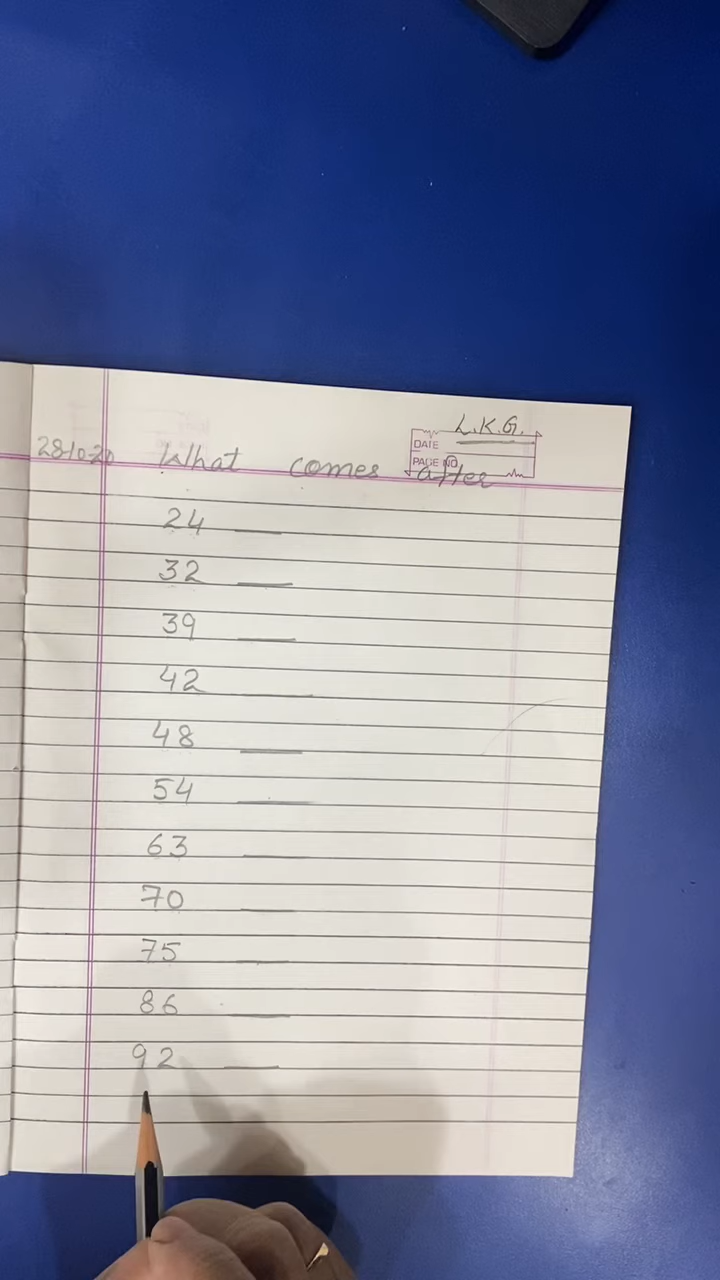 L.K.G.
DATE
PAGE NO.
28-10-20 What comes after
24 ___
32 ___
39 ___
42 ___
48 ___
54 ___
63 ___
70 ___
75 ___
86 ___
92 ___